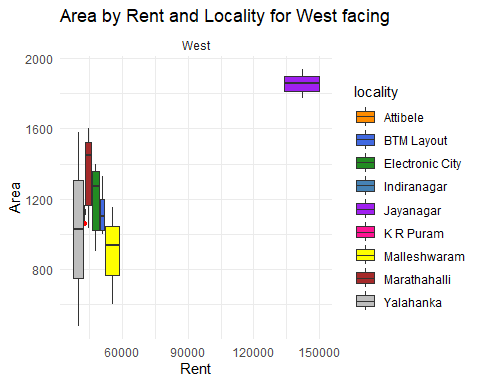 Area by Rent and Locality for West facing
West
2000
1600
1200
800
Area
60000 90000 120000 150000
Rent
locality
Attibele
BTM Layout
Electronic City
Indiranagar
Jayanagar
K R Puram
Malleshwaram
Marathahalli
Yalahanka